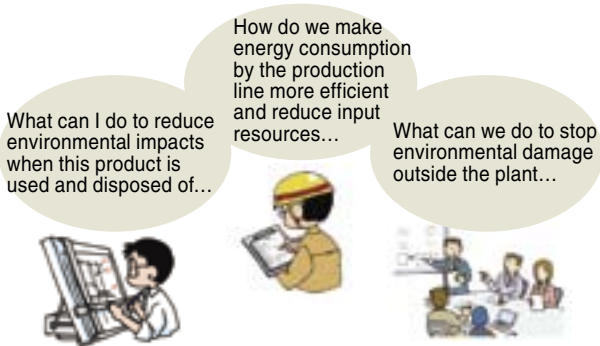 What can I do to reduce
environmental impacts
when this product is
used and disposed of…
How do we make
energy consumption
by the production
line more efficient
and reduce input
resources…
What can we do to stop
environmental damage
outside the plant…